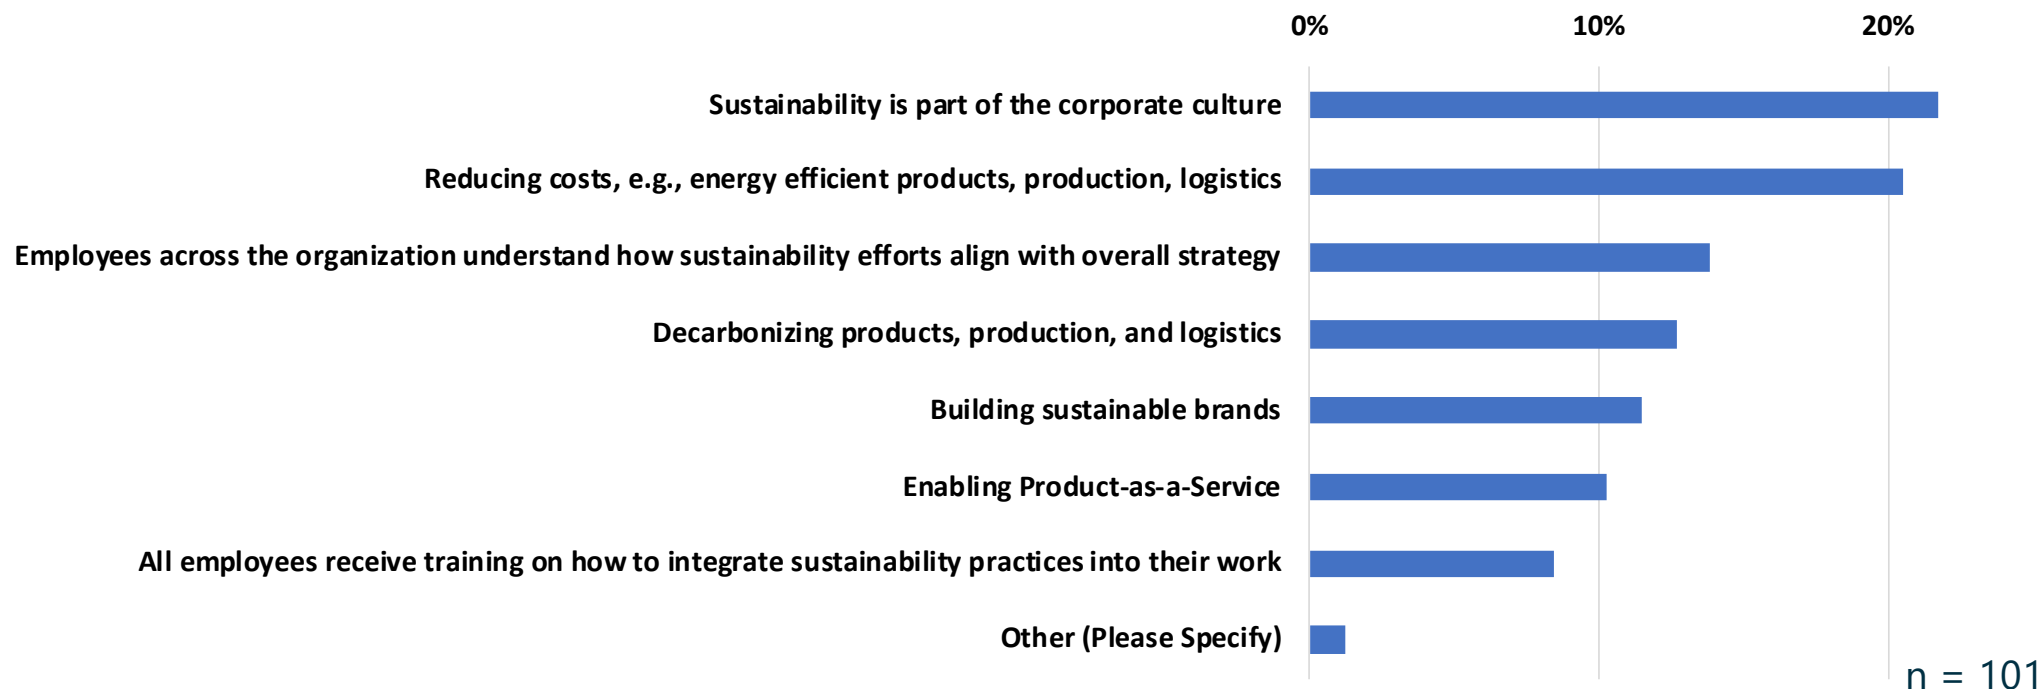 0% 10% 20%
Sustainability is part of the corporate culture
Reducing costs, e.g., energy efficient products, production, logistics
Employees across the organization understand how sustainability efforts align with overall strategy
Decarbonizing products, production, and logistics
Building sustainable brands
Enabling Product-as-a-Service
All employees receive training on how to integrate sustainability practices into their work
Other (Please Specify)
n = 101